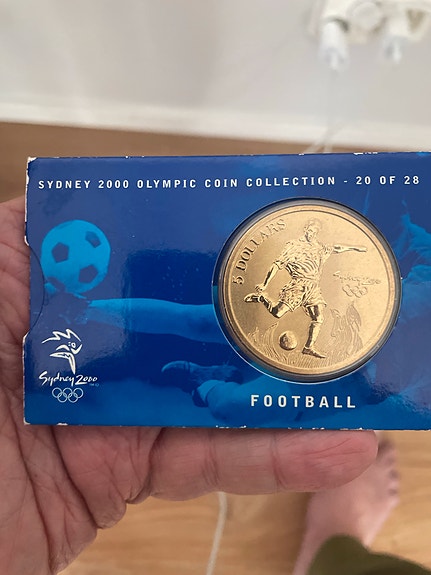 SYDNEY 2000 OLYMPIC COIN COLLECTION - 20 OF 28
5 DOLLARS
Sydney 2000
FOOTBALL